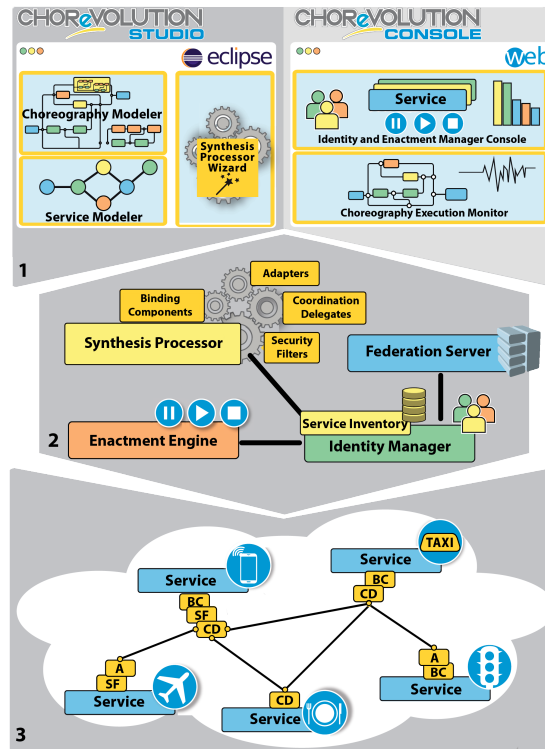 CHOReVOLUTION
STUDIO
CHOReVOLUTION
CONSOLE
eclipse
Web
Choreography Modeler
Service Modeler
Synthesis
Processor
Wizard
Service
Identity and Enactment Manager Console
Choreography Execution Monitor
1
Adapters
Binding
Components
Coordination
Delegates
Synthesis Processor
Security
Filters
Federation Server
Service Inventory
2
Enactment Engine
Identity Manager
TAXI
Service
Service
BC
SF
CD
BC
CD
A
SF
Service
CD
Service
A
BC
Service
3